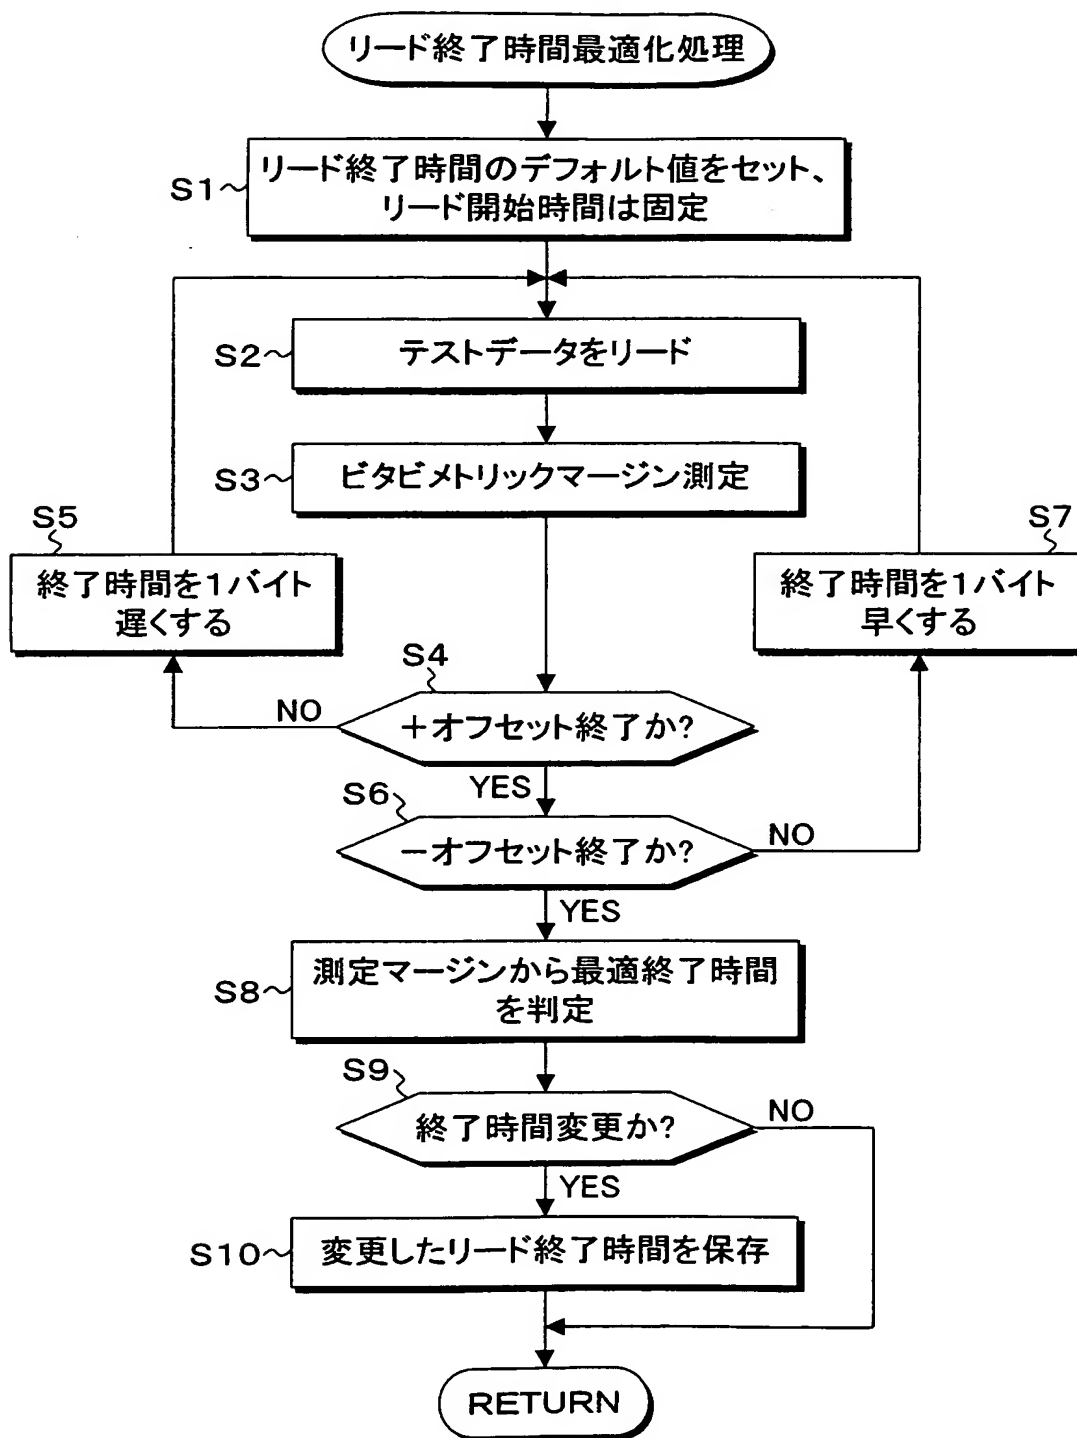 リード終了時間最適化処理
S1
リード終了時間のデフォルト値をセット、
リード開始時間は固定
S2
テストデータをリード
S3
ビタビメトリックマージン測定
S5
終了時間を1バイト
遅くする
S7
終了時間を1バイト
早くする
S4
NO
+オフセット終了か?
YES
S6
-オフセット終了か?
NO
YES
S8
測定マージンから最適終了時間
を判定
S9
終了時間変更か?
NO
YES
S10
変更したリード終了時間を保存
RETURN